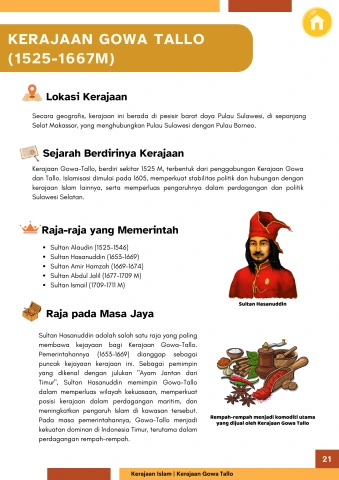 KERAJAAN GOWA TALLO
(1525-1667M)
Lokasi Kerajaan
Secara geografis, kerajaan ini berada di pesisir barat daya Pulau Sulawesi, di sepanjang
Selat Makassar, yang menghubungkan Pulau Sulawesi dengan Pulau Borneo.
Sejarah Berdirinya Kerajaan
Kerajaan Gowa-Tallo, berdiri sekitar 1525 M, terbentuk dari penggabungan Kerajaan Gowa
dan Tallo. Islamisasi dimulai pada 1605, memperkuat stabilitas politik dan hubungan dengan
kerajaan Islam lainnya, serta memperluas pengaruhnya dalam perdagangan dan politik
Sulawesi Selatan.
Raja-raja yang Memerintah
• Sultan Alaudin (1525-1546)
• Sultan Hasanuddin (1653-1669)
• Sultan Amir Hamzah (1669-1674)
• Sultan Abdul Jalil (1677-1709 M)
• Sultan Ismail (1709-1711 M)
Sultan Hasanuddin
Raja pada Masa Jaya
Sultan Hasanuddin adalah salah satu raja yang paling
membawa kejayaan bagi Kerajaan Gowa-Tallo.
Pemerintahannya (1653-1669) dianggap sebagai
puncak kejayaan kerajaan ini. Sebagai pemimpin
yang dikenal dengan julukan "Ayam Jantan dari
Timur", Sultan Hasanuddin memimpin Gowa-Tallo
dalam memperluas wilayah kekuasaan, memperkuat
posisi kerajaan dalam perdagangan maritim, dan
meningkatkan pengaruh Islam di kawasan tersebut.
Pada masa pemerintahannya, Gowa-Tallo menjadi
kekuatan dominan di Indonesia Timur, terutama dalam
perdagangan rempah-rempah.
Rempah-rempah menjadi komoditi utama
yang dijual oleh Kerajaan Gowa Tallo
21
Kerajaan Islam | Kerajaan Gowa Tallo